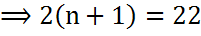 ⇒ 2(n + 1) = 22